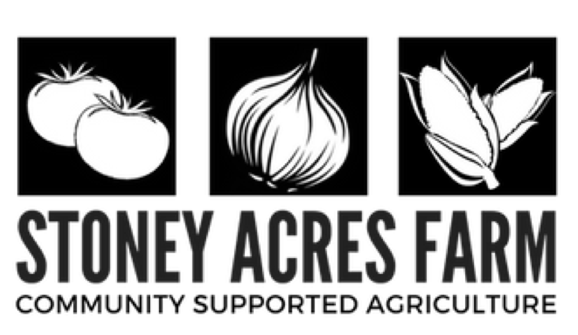 STONEY ACRES FARM
COMMUNITY SUPPORTED AGRICULTURE